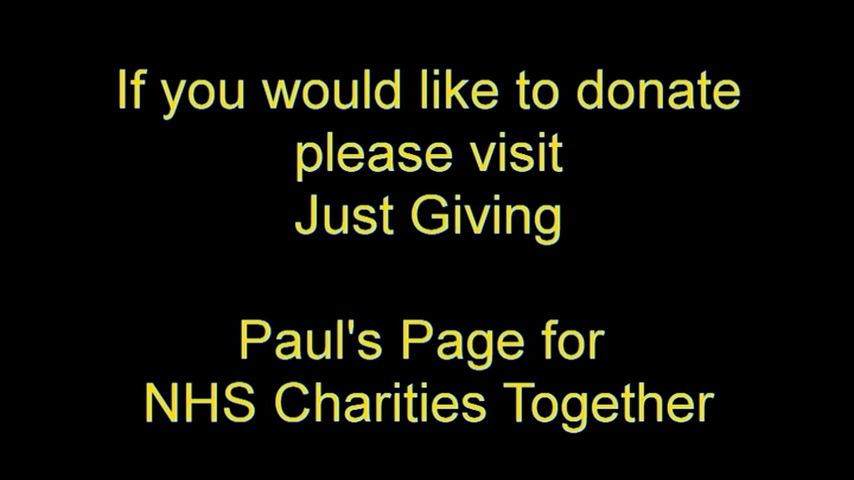 If you would like to donate
please visit
Just Giving
Paul's Page for
NHS Charities Together